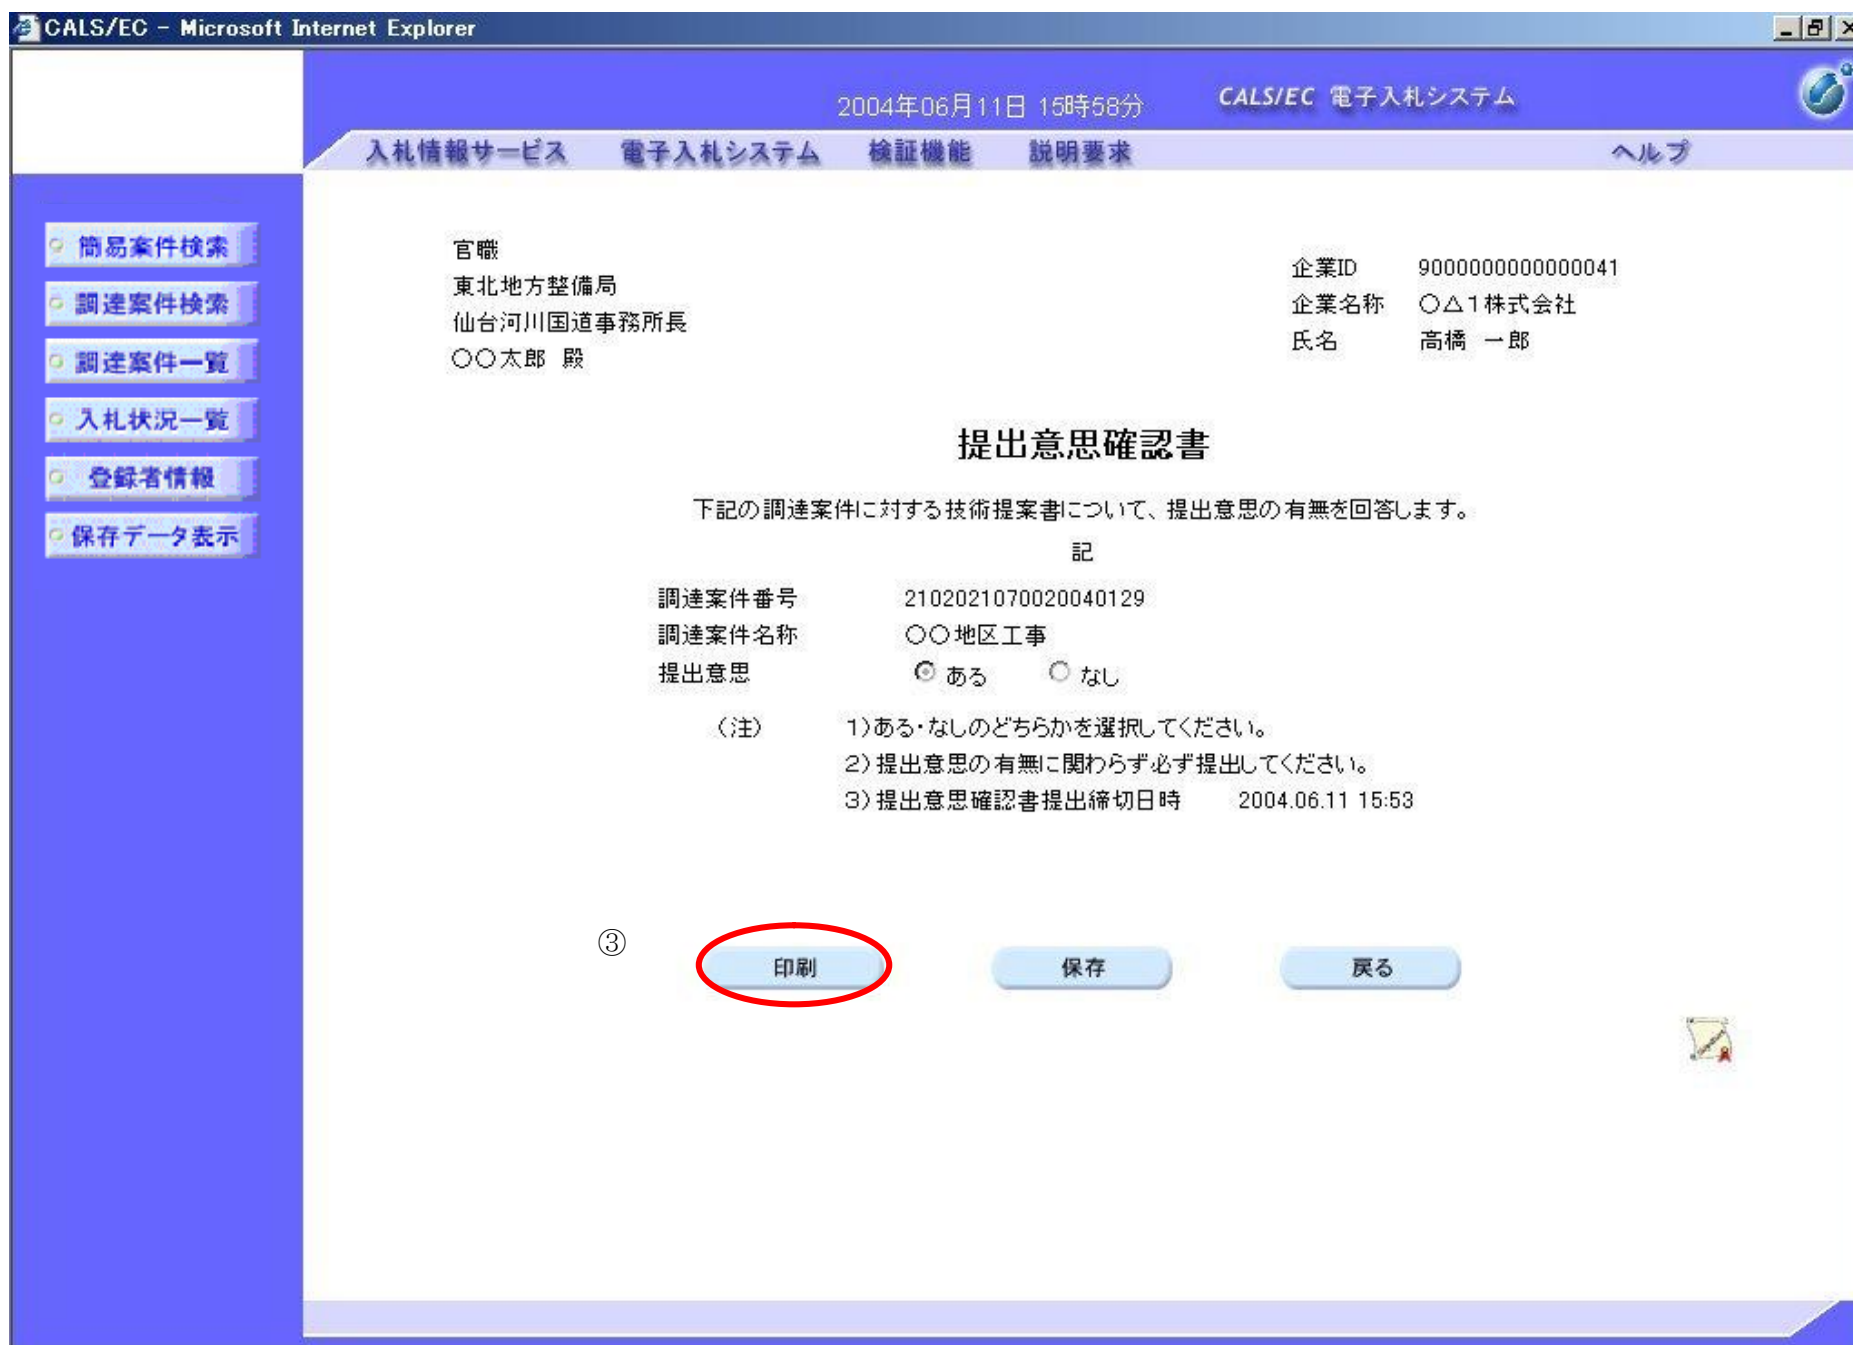 CALS/EC - Microsoft Internet Explorer
2004年06月11日 15時58分
CALS/EC 電子入札システム
入札情報サービス 電子入札システム 検証機能 説明要求 ヘルプ
簡易案件検索
調達案件検索
調達案件一覧
入札状況一覧
登録者情報
保存データ表示
官職
東北地方整備局
仙台河川国道事務所長
〇〇太郎 殿
企業ID 9000000000000041
企業名称 〇△1株式会社
氏名 高橋 一郎
提出意思確認書
下記の調達案件に対する技術提案書について、提出意思の有無を回答します。
記
調達案件番号 2102021070020040129
調達案件名称 〇〇地区工事
提出意思 ある なし
(注) 1)ある・なしのどちらかを選択してください。
2)提出意思の有無に関わらず必ず提出してください。
3)提出意思確認書提出締切日時 2004.06.11 15:53
③
印刷 保存 戻る